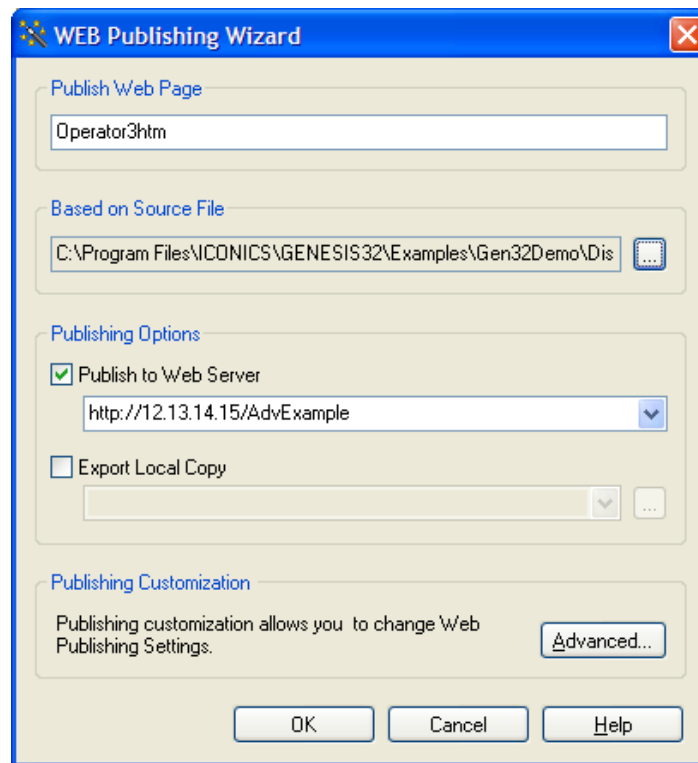 WEB Publishing Wizard
Publish Web Page
Operator3htm
Based on Source File
C:\Program Files\ICONICS\GENESIS32\Examples\Gen32Demo\Dis
...
Publishing Options
Publish to Web Server
http://12.13.14.15/AdvExample
Export Local Copy
...
Publishing Customization
Publishing customization allows you to change Web
Publishing Settings.
Advanced...
OK Cancel Help